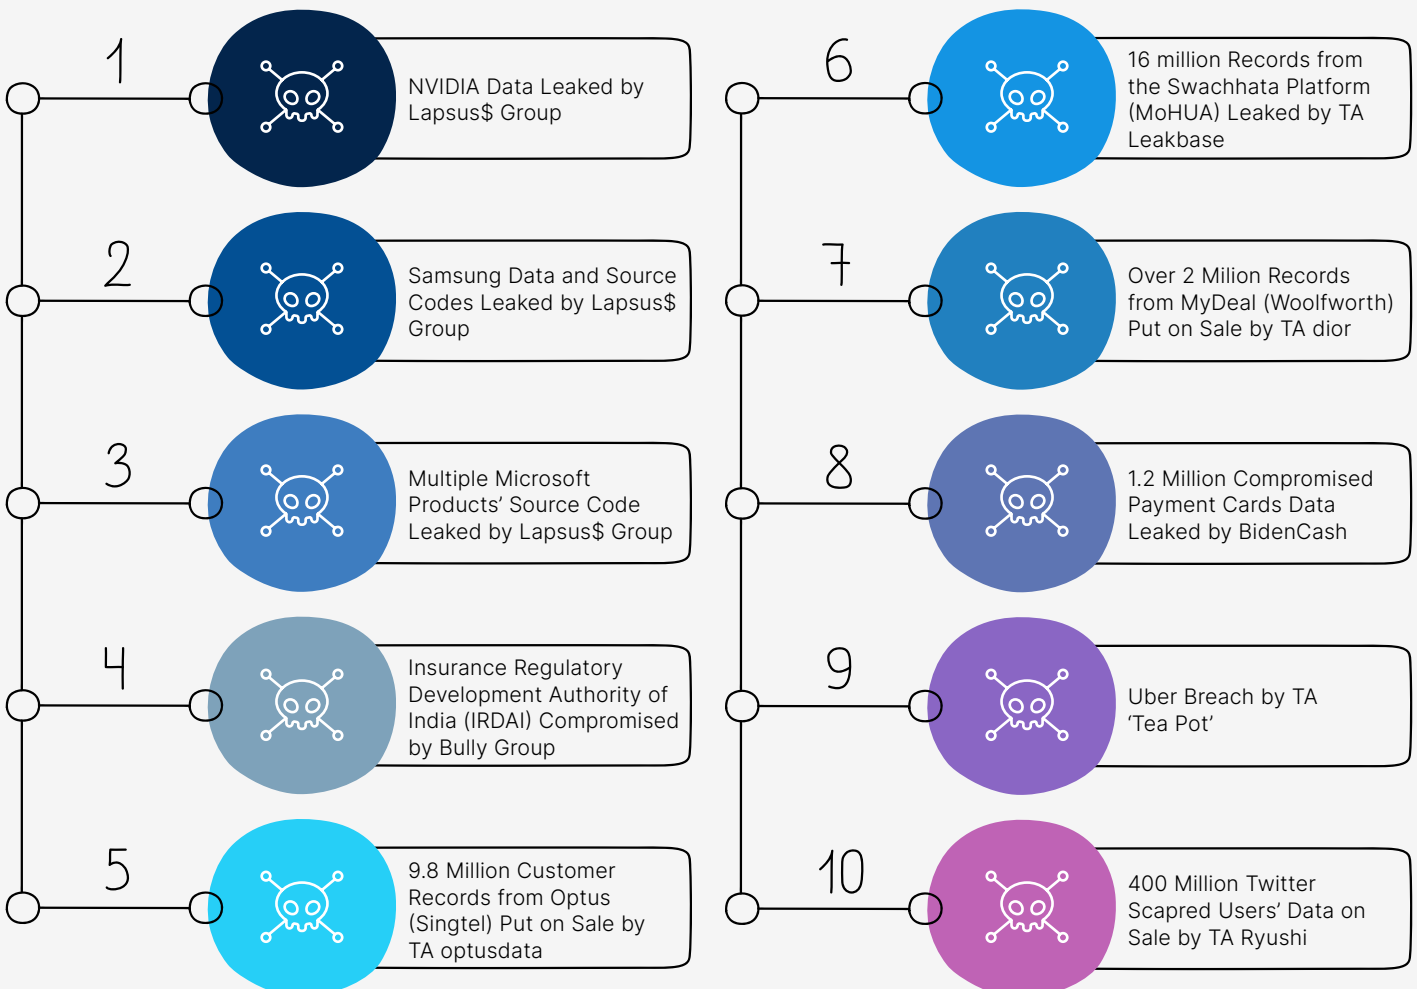 1
NVIDIA Data Leaked by
Lapsus$ Group
2
Samsung Data and Source
Codes Leaked by Lapsus$
Group
3
Multiple Microsoft
Products’ Source Code
Leaked by Lapsus$ Group
4
Insurance Regulatory
Development Authority of
India (IRDAI) Compromised
by Bully Group
5
9.8 Million Customer
Records from Optus
(Singtel) Put on Sale by
TA optusdata
6
16 million Records from
the Swachhata Platform
(MoHUA) Leaked by TA
Leakbase
7
Over 2 Milion Records
from MyDeal (Woolfworth)
Put on Sale by TA dior
8
1.2 Million Compromised
Payment Cards Data
Leaked by BidenCash
9
Uber Breach by TA
‘Tea Pot’
10
400 Million Twitter
Scapred Users’ Data on
Sale by TA Ryushi